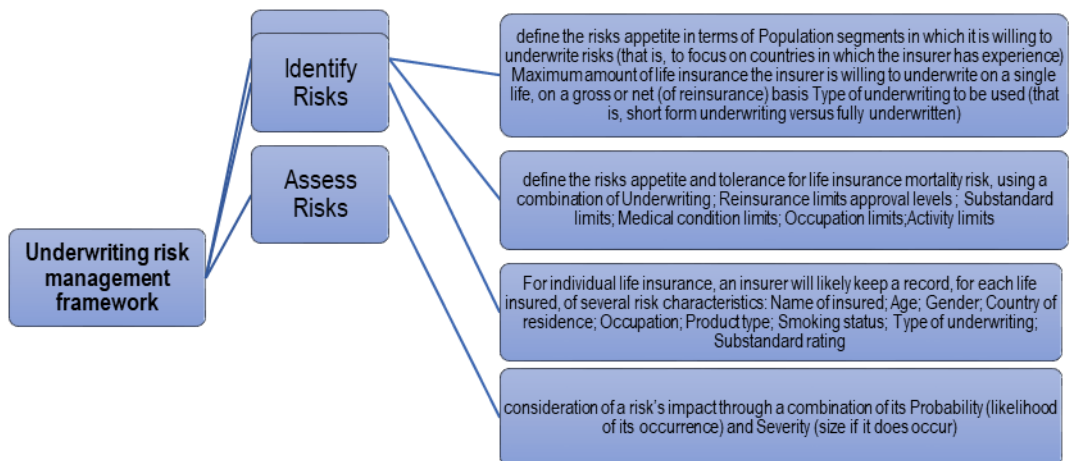 Underwriting risk
management
framework
Identify
Risks
Assess
Risks
define the risks appetite in terms of Population segments in which it is willing to
underwrite risks (that is, to focus on countries in which the insurer has experience)
Maximum amount of life insurance the insurer is willing to underwrite on a single
life, on a gross or net (of reinsurance) basis Type of underwriting to be used (that
is, short form underwriting versus fully underwritten)
define the risks appetite and tolerance for life insurance mortality risk, using a
combination of Underwriting; Reinsurance limits approval levels ; Substandard
limits; Medical condition limits; Occupation limits;Activity limits
For individual life insurance, an insurer will likely keep a record, for each life
insured, of several risk characteristics: Name of insured; Age; Gender; Country of
residence; Occupation; Product type; Smoking status; Type of underwriting;
Substandard rating
consideration of a risk's impact through a combination of its Probability (likelihood
of its occurrence) and Severity (size if it does occur)